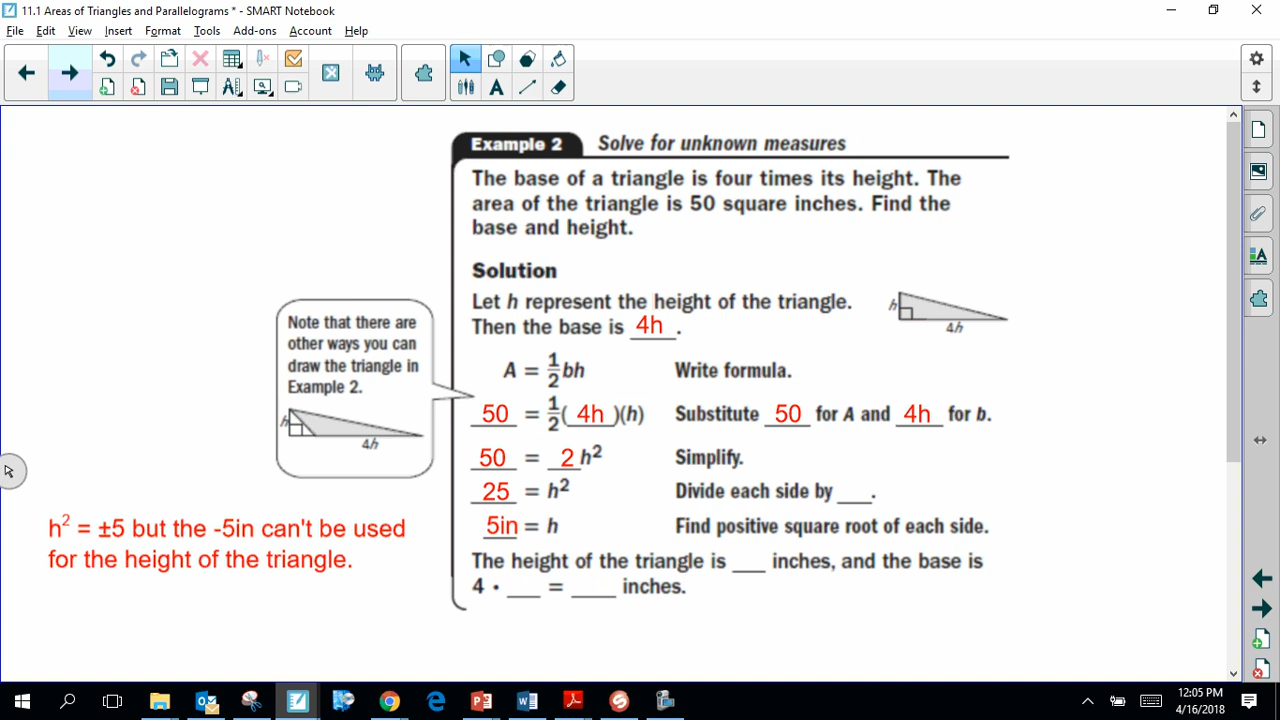 11.1 Areas of Triangles and Parallelograms * - SMART Notebook
File Edit View Insert Format Tools Add-ons Account Help
Example 2 Solve for unknown measures
The base of a triangle is four times its height. The
area of the triangle is 50 square inches. Find the
base and height.
Solution
Let h represent the height of the triangle.
Then the base is 4h .
h
4h
Note that there are
other ways you can
draw the triangle in
Example 2.
h
4h
A = 1/2 bh Write formula.
50 = 1/2( 4h )(h) Substitute 50 for A and 4h for b.
50 = 2 h² Simplify.
25 = h² Divide each side by ___.
5in = h Find positive square root of each side.
h² = ±5 but the -5in can't be used
for the height of the triangle.
The height of the triangle is ___ inches, and the base is
4 • ___ = ____ inches.
12:05 PM
4/16/2018